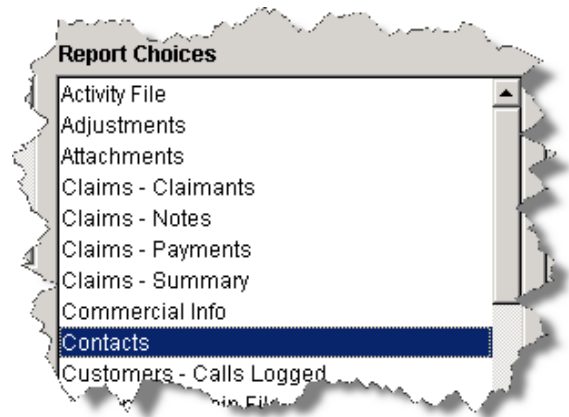 Report Choices
Activity File
Adjustments
Attachments
Claims - Claimants
Claims - Notes
Claims - Payments
Claims - Summary
Commercial Info
Contacts
Customers - Calls Logged